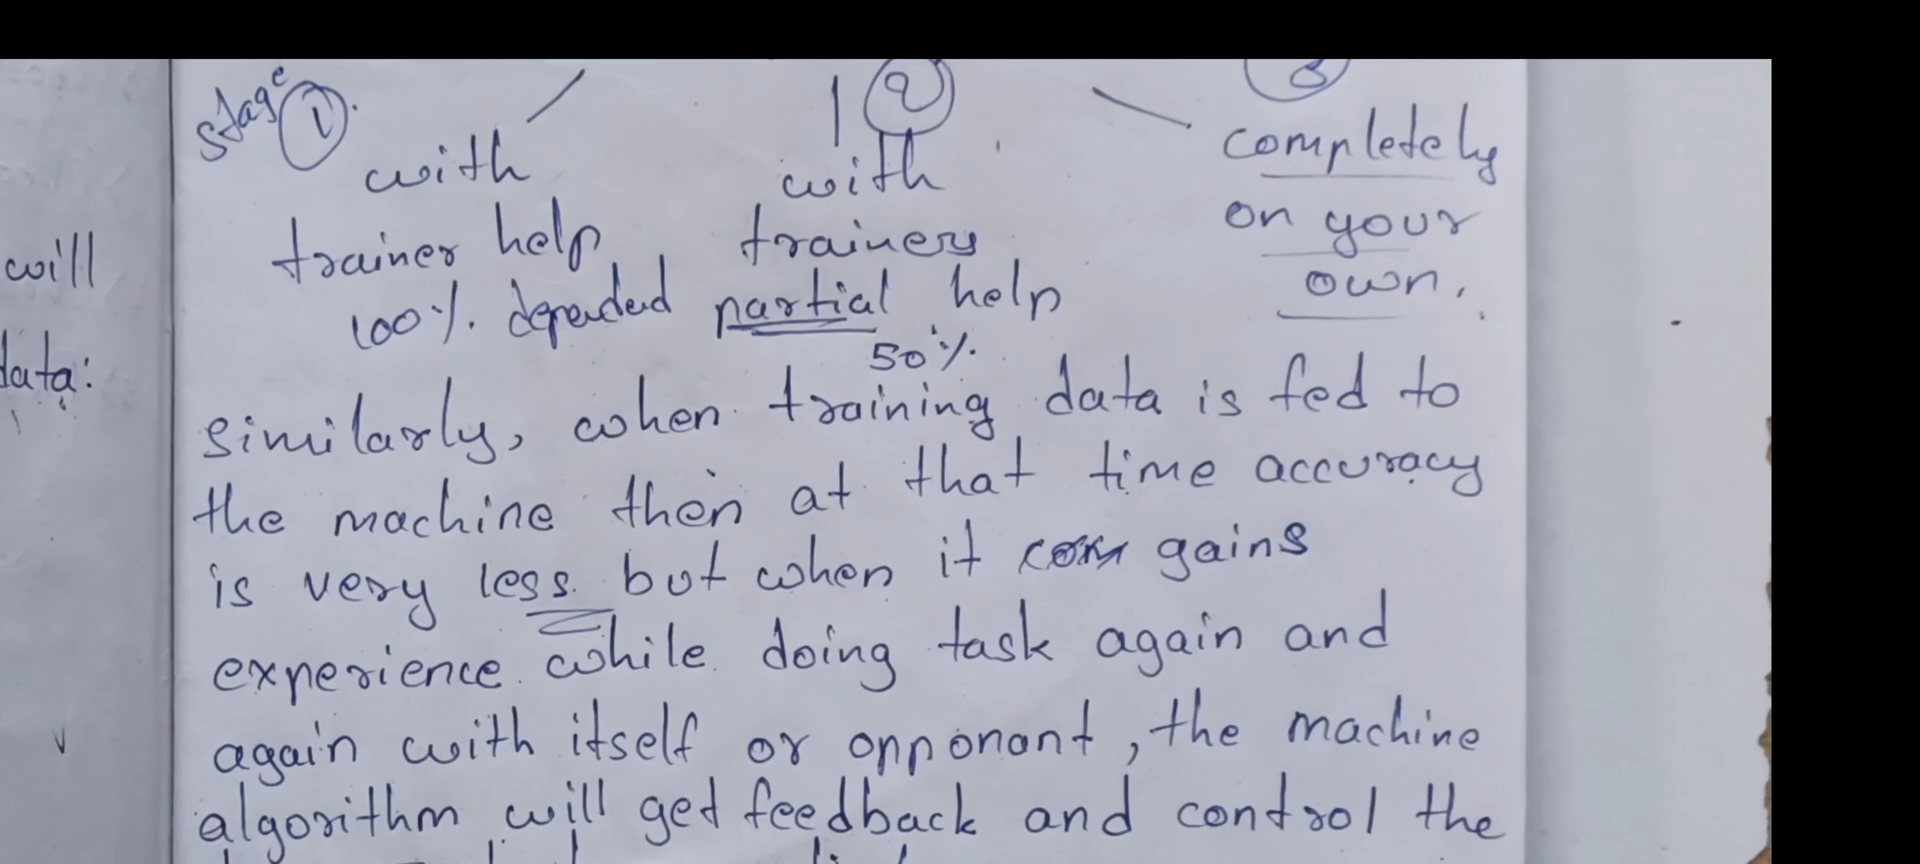 stage 1. 2 3
with with completely
trainer help trainers on your
100%. depended partial help own.
50%.
similarly, when training data is fed to
the machine then at that time accuracy
is very less but when it gains
experience while doing task again and
again with itself or opponant, the machine
algorithm will get feedback and control the
will
data: